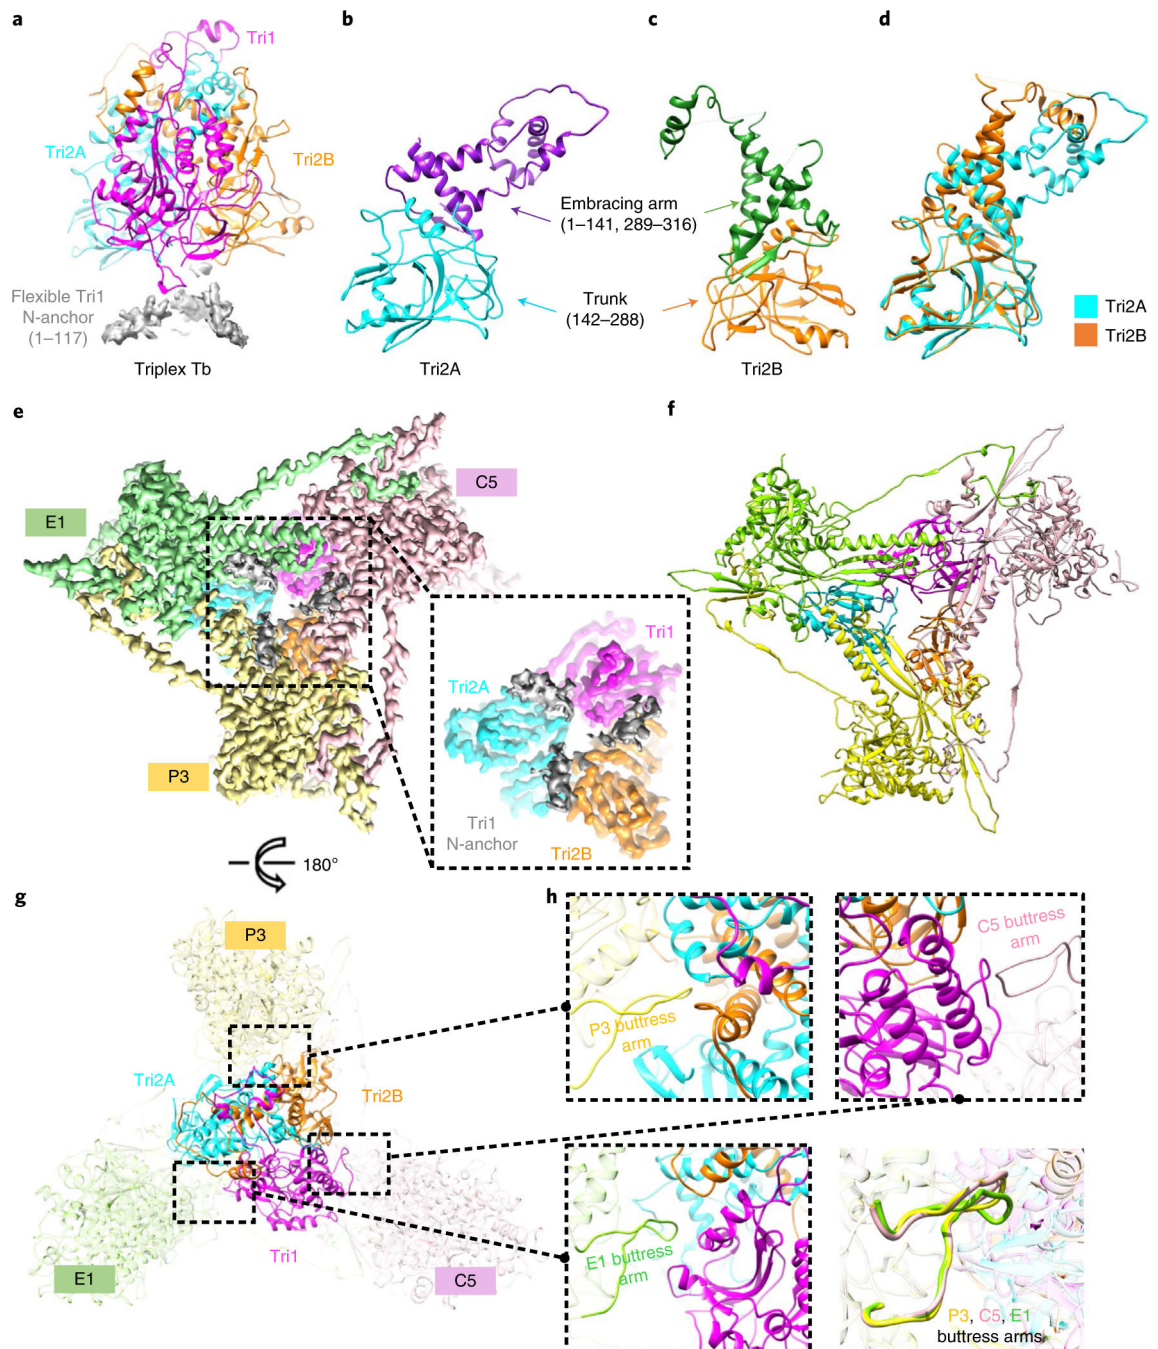 a
b
c
d
Tri1
Tri2A
Tri2B
Flexible Tri1
N-anchor
(1–117)
Triplex Tb
Embracing arm
(1–141, 289–316)
Trunk
(142–288)
Tri2A
Tri2B
Tri2A
Tri2B
e
f
E1
C5
P3
Tri1
Tri2A
Tri1
N-anchor
Tri2B
180°
g
h
P3
Tri2A
Tri2B
Tri1
E1
C5
P3 buttress
arm
C5 buttress
arm
E1 buttress
arm
P3, C5, E1
buttress arms